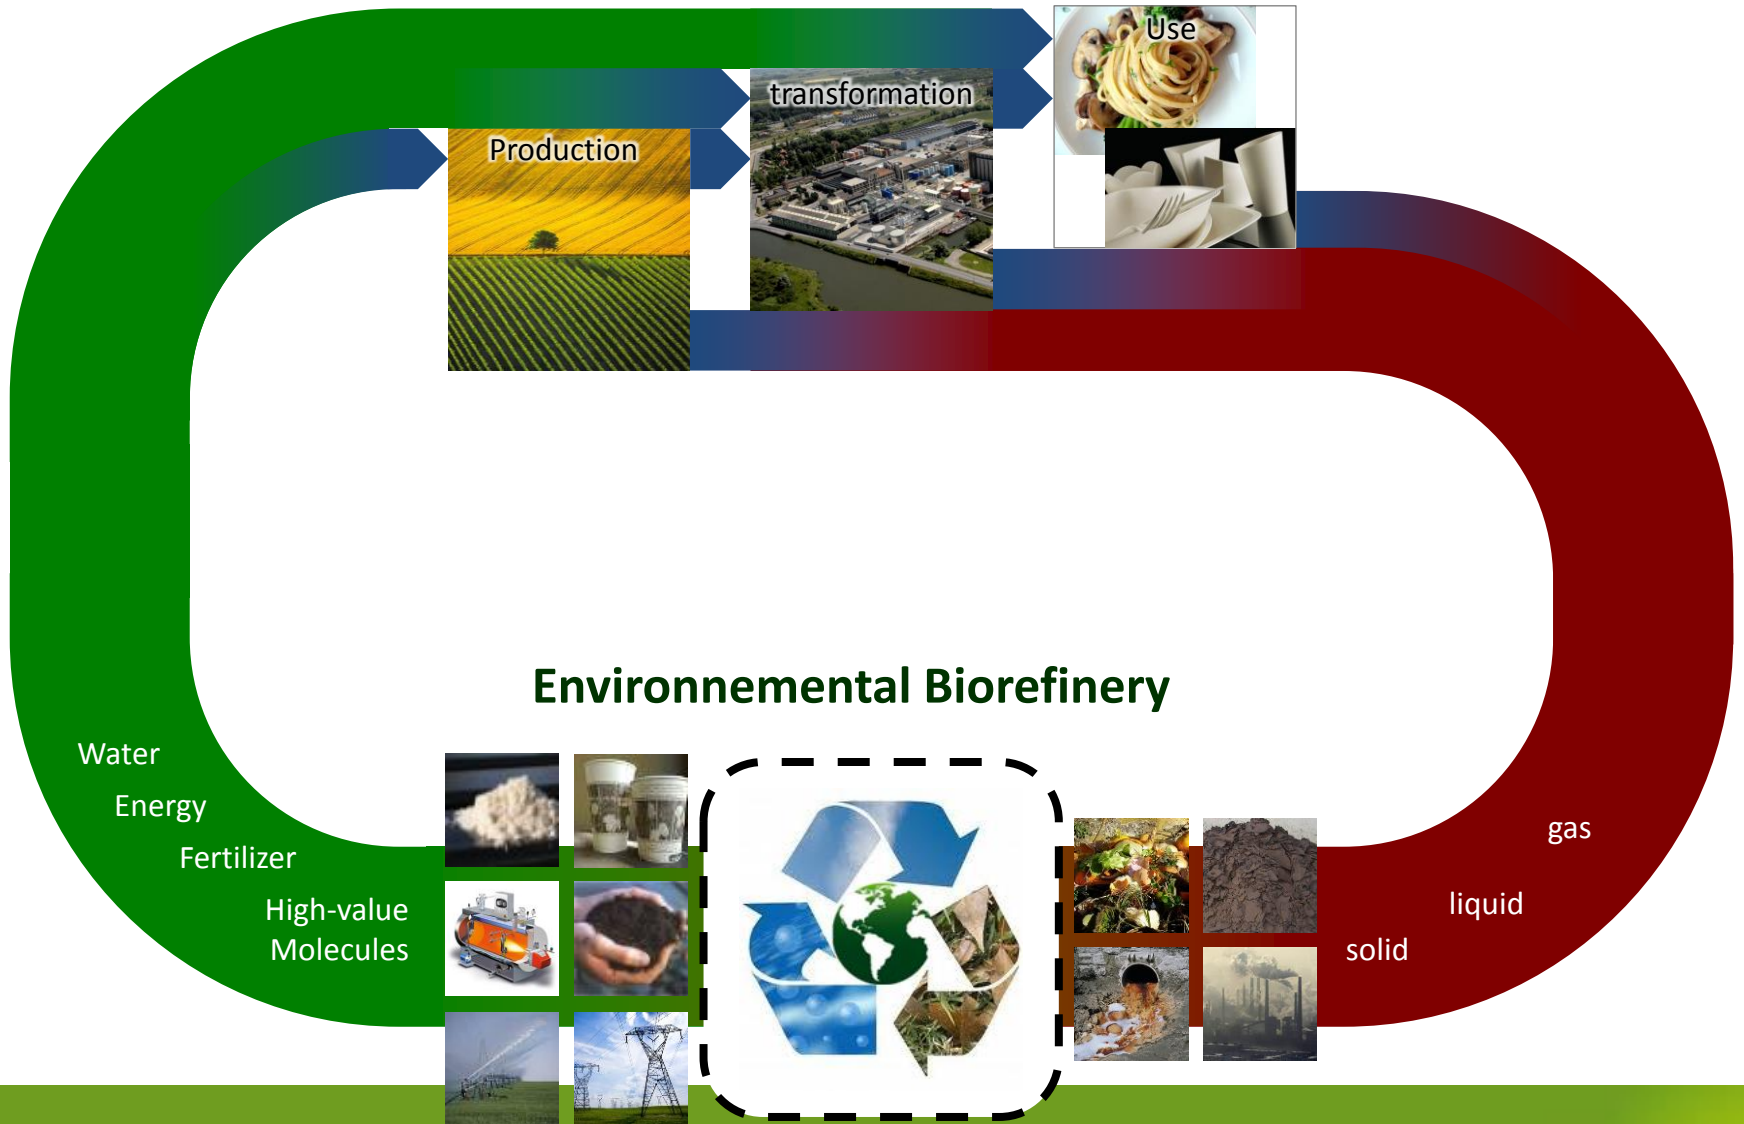 Use
transformation
Production
Environnemental Biorefinery
Water
Energy
Fertilizer
High-value
Molecules
gas
liquid
solid